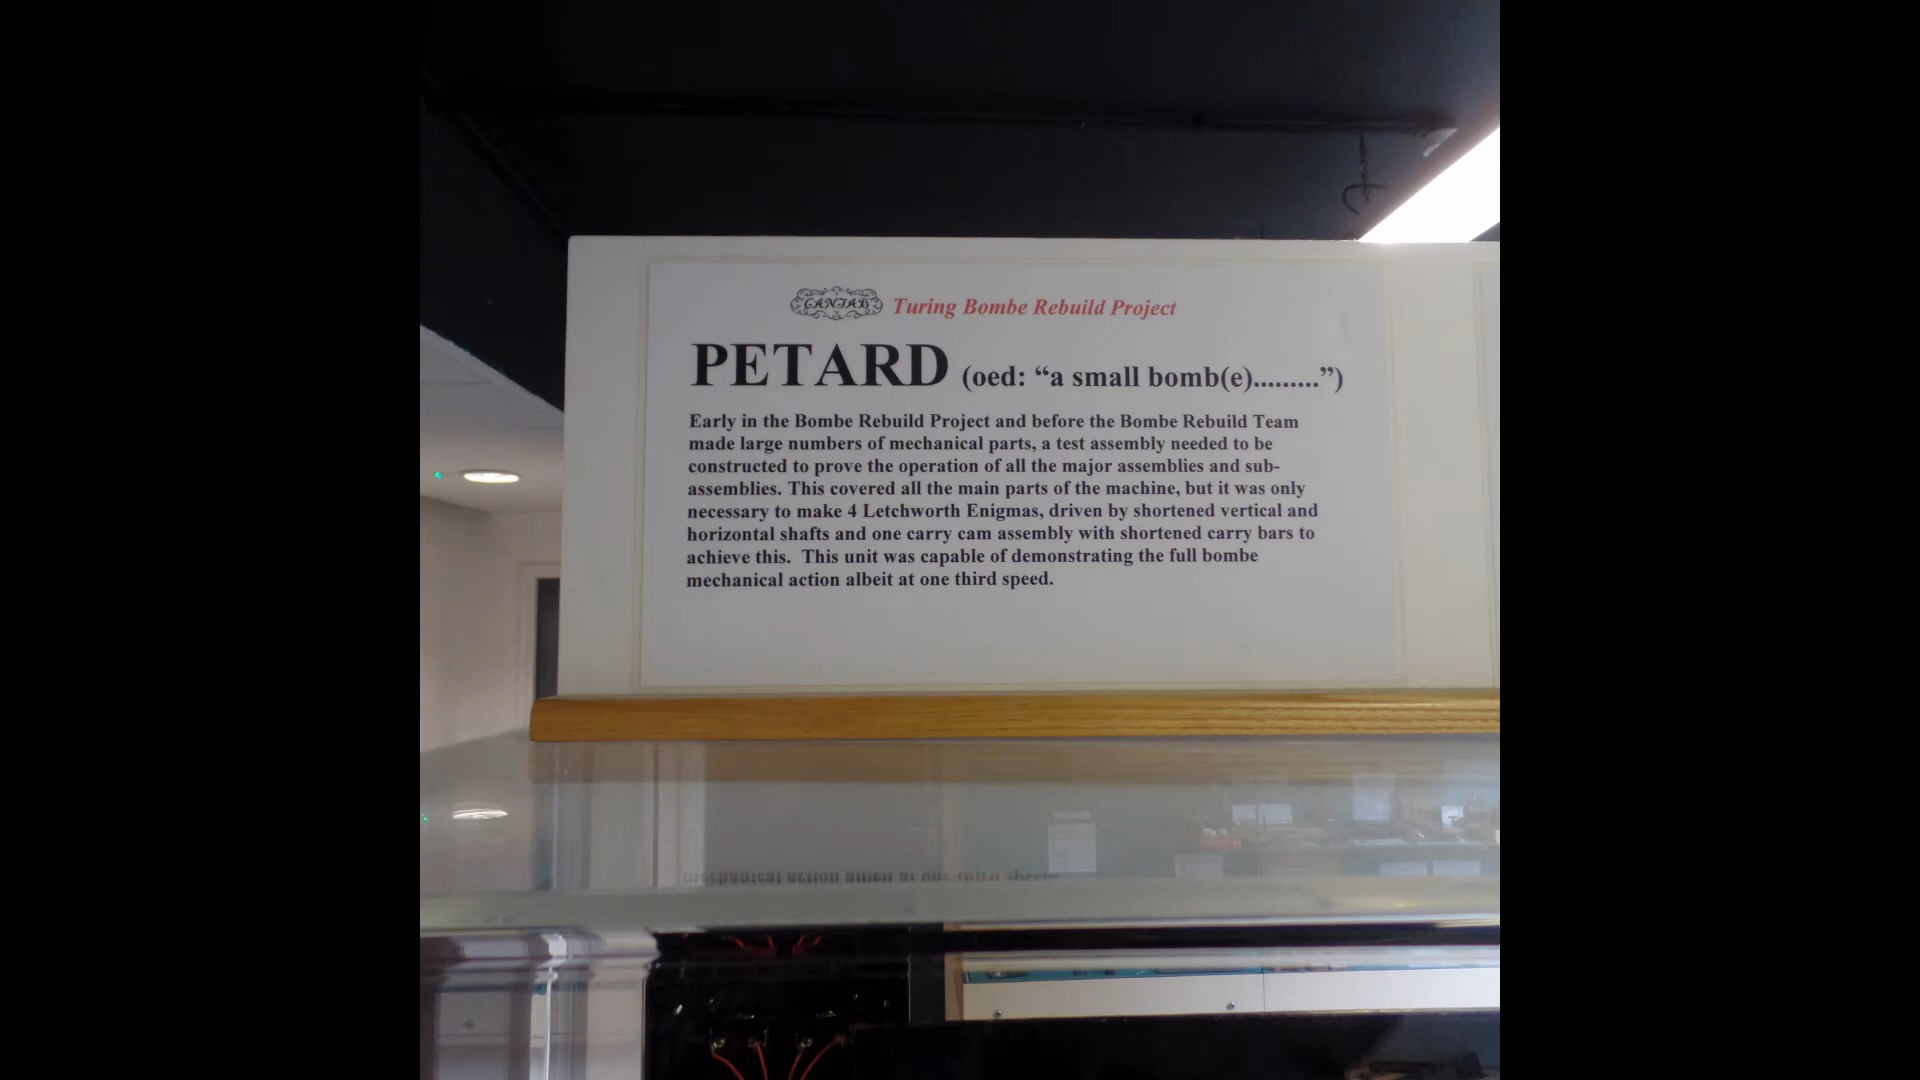 CANTAB Turing Bombe Rebuild Project
PETARD (oed: “a small bomb(e).........”)
Early in the Bombe Rebuild Project and before the Bombe Rebuild Team
made large numbers of mechanical parts, a test assembly needed to be
constructed to prove the operation of all the major assemblies and sub-
assemblies. This covered all the main parts of the machine, but it was only
necessary to make 4 Letchworth Enigmas, driven by shortened vertical and
horizontal shafts and one carry cam assembly with shortened carry bars to
achieve this.  This unit was capable of demonstrating the full bombe
mechanical action albeit at one third speed.